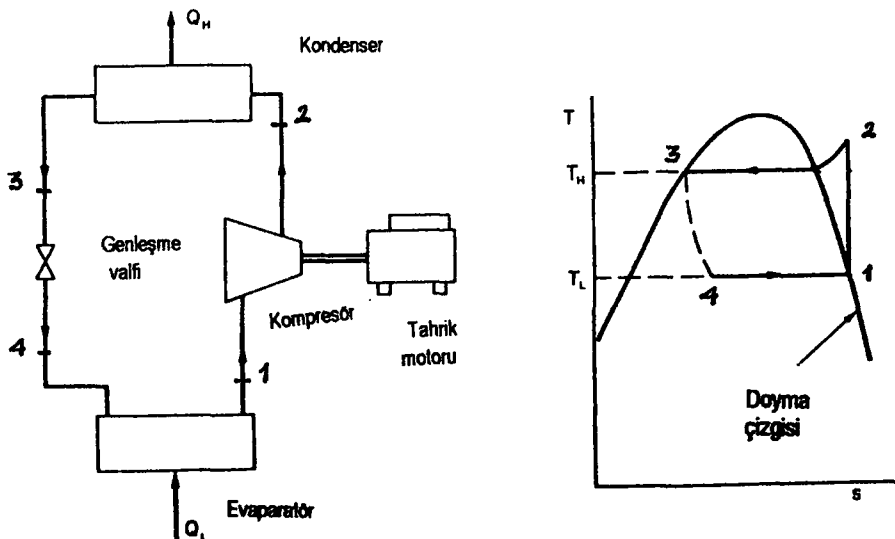 Q_H
Kondenser
2
3
Genleşme
valfi
Kompresör
Tahrik
motoru
4
1
Evaparatör
Q_L
T
2
3
T_H
T_L
4
1
Doyma
çizgisi
s